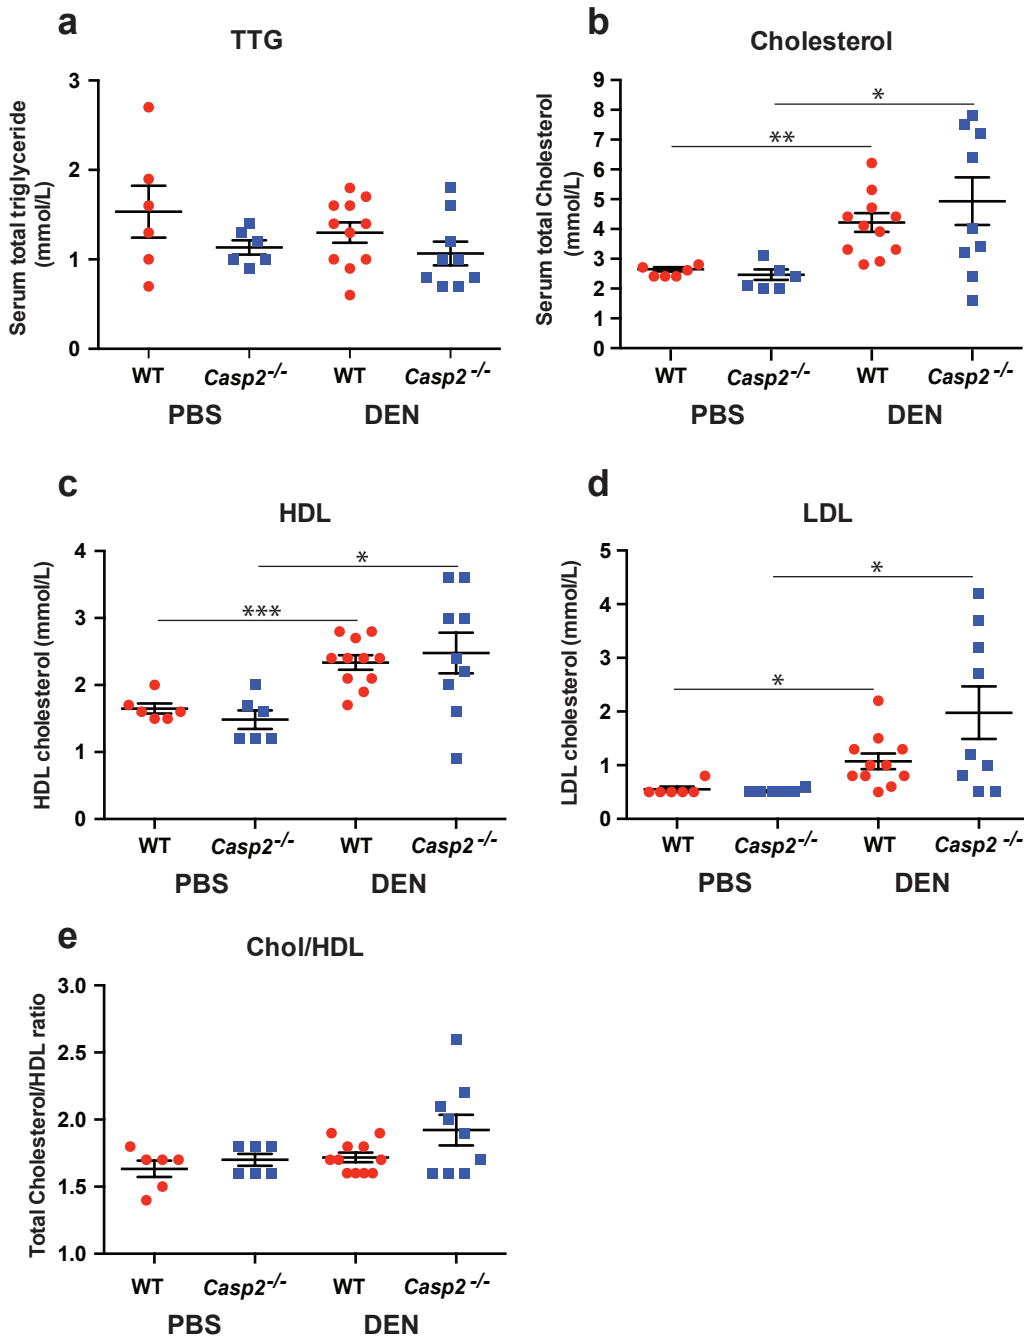 a
TTG
Serum total triglyceride
(mmol/L)
3
2
1
0
WT
Casp2-/-
WT
Casp2-/-
PBS
DEN
b
Cholesterol
Serum total Cholesterol
(mmol/L)
9
8
7
6
5
4
3
2
1
0
*
**
WT
Casp2-/-
WT
Casp2-/-
PBS
DEN
c
HDL
HDL cholesterol (mmol/L)
4
3
2
1
0
*
***
WT
Casp2-/-
WT
Casp2-/-
PBS
DEN
d
LDL
LDL cholesterol (mmol/L)
5
4
3
2
1
0
*
*
WT
Casp2-/-
WT
Casp2-/-
PBS
DEN
e
Chol/HDL
Total Cholesterol/HDL ratio
3.0
2.5
2.0
1.5
1.0
WT
Casp2-/-
WT
Casp2-/-
PBS
DEN